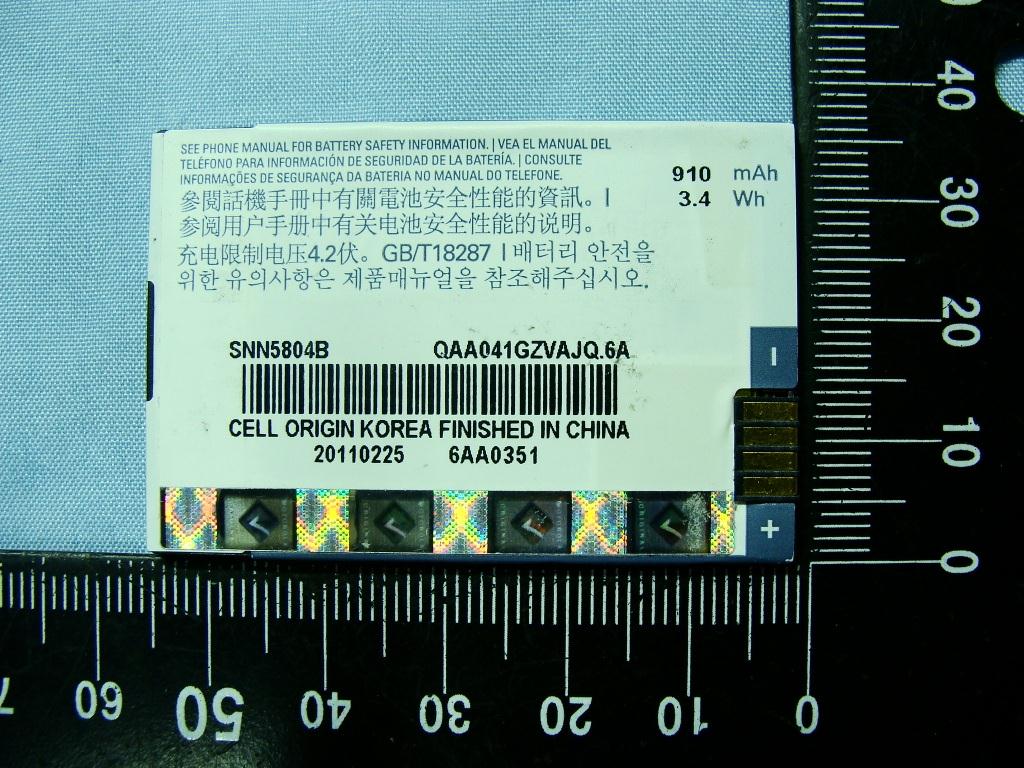 SEE PHONE MANUAL FOR BATTERY SAFETY INFORMATION. | VEA EL MANUAL DEL
TELÉFONO PARA INFORMACIÓN DE SEGURIDAD DE LA BATERÍA. | CONSULTE
INFORMAÇÕES DE SEGURANÇA DA BATERIA NO MANUAL DO TELEFONE.
參閱話機手冊中有關電池安全性能的資訊。|
参阅用户手册中有关电池安全性能的说明。
充电限制电压4.2伏。GB/T18287 | 배터리 안전을
위한 유의사항은 제품매뉴얼을 참조해주십시오.
910 mAh
3.4 Wh
SNN5804B QAA041GZVAJQ.6A
CELL ORIGIN KOREA FINISHED IN CHINA
20110225 6AA0351
−
+
40
30
20
10
0
7
60
50
40
30
20
10
0